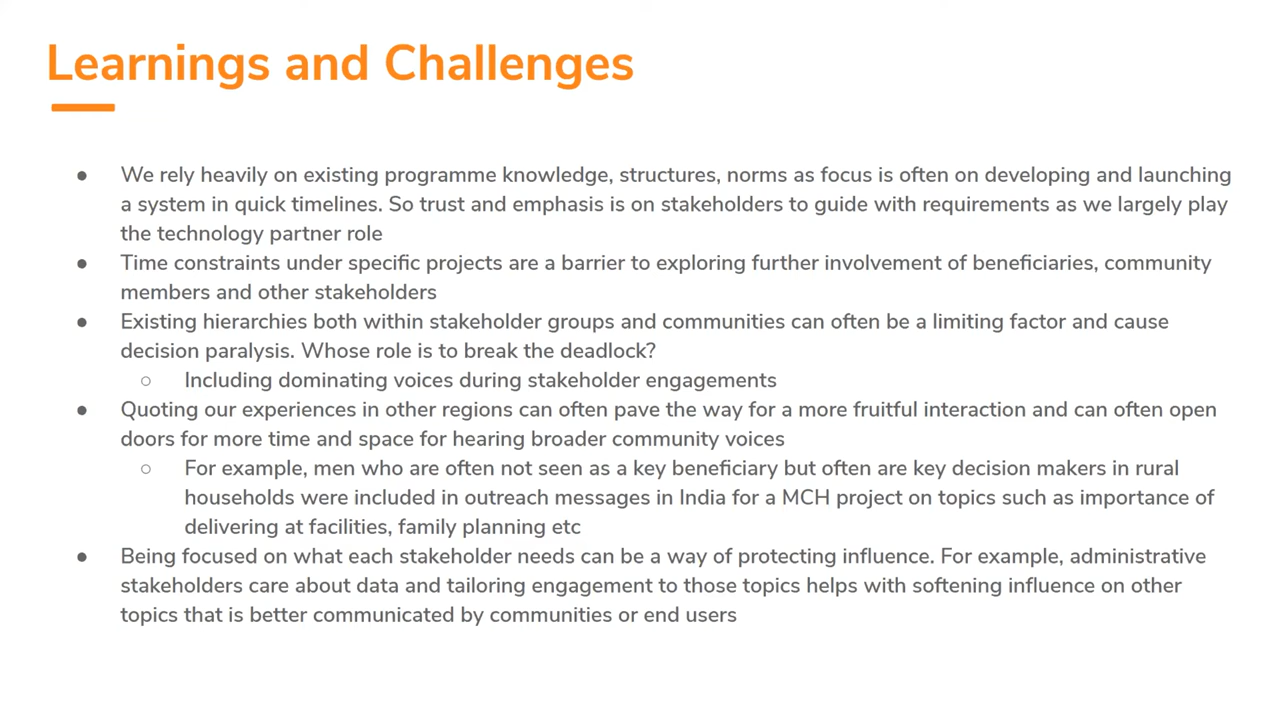 Learnings and Challenges
● We rely heavily on existing programme knowledge, structures, norms as focus is often on developing and launching
a system in quick timelines. So trust and emphasis is on stakeholders to guide with requirements as we largely play
the technology partner role
● Time constraints under specific projects are a barrier to exploring further involvement of beneficiaries, community
members and other stakeholders
● Existing hierarchies both within stakeholder groups and communities can often be a limiting factor and cause
decision paralysis. Whose role is to break the deadlock?
○ Including dominating voices during stakeholder engagements
● Quoting our experiences in other regions can often pave the way for a more fruitful interaction and can often open
doors for more time and space for hearing broader community voices
○ For example, men who are often not seen as a key beneficiary but often are key decision makers in rural
households were included in outreach messages in India for a MCH project on topics such as importance of
delivering at facilities, family planning etc
● Being focused on what each stakeholder needs can be a way of protecting influence. For example, administrative
stakeholders care about data and tailoring engagement to those topics helps with softening influence on other
topics that is better communicated by communities or end users